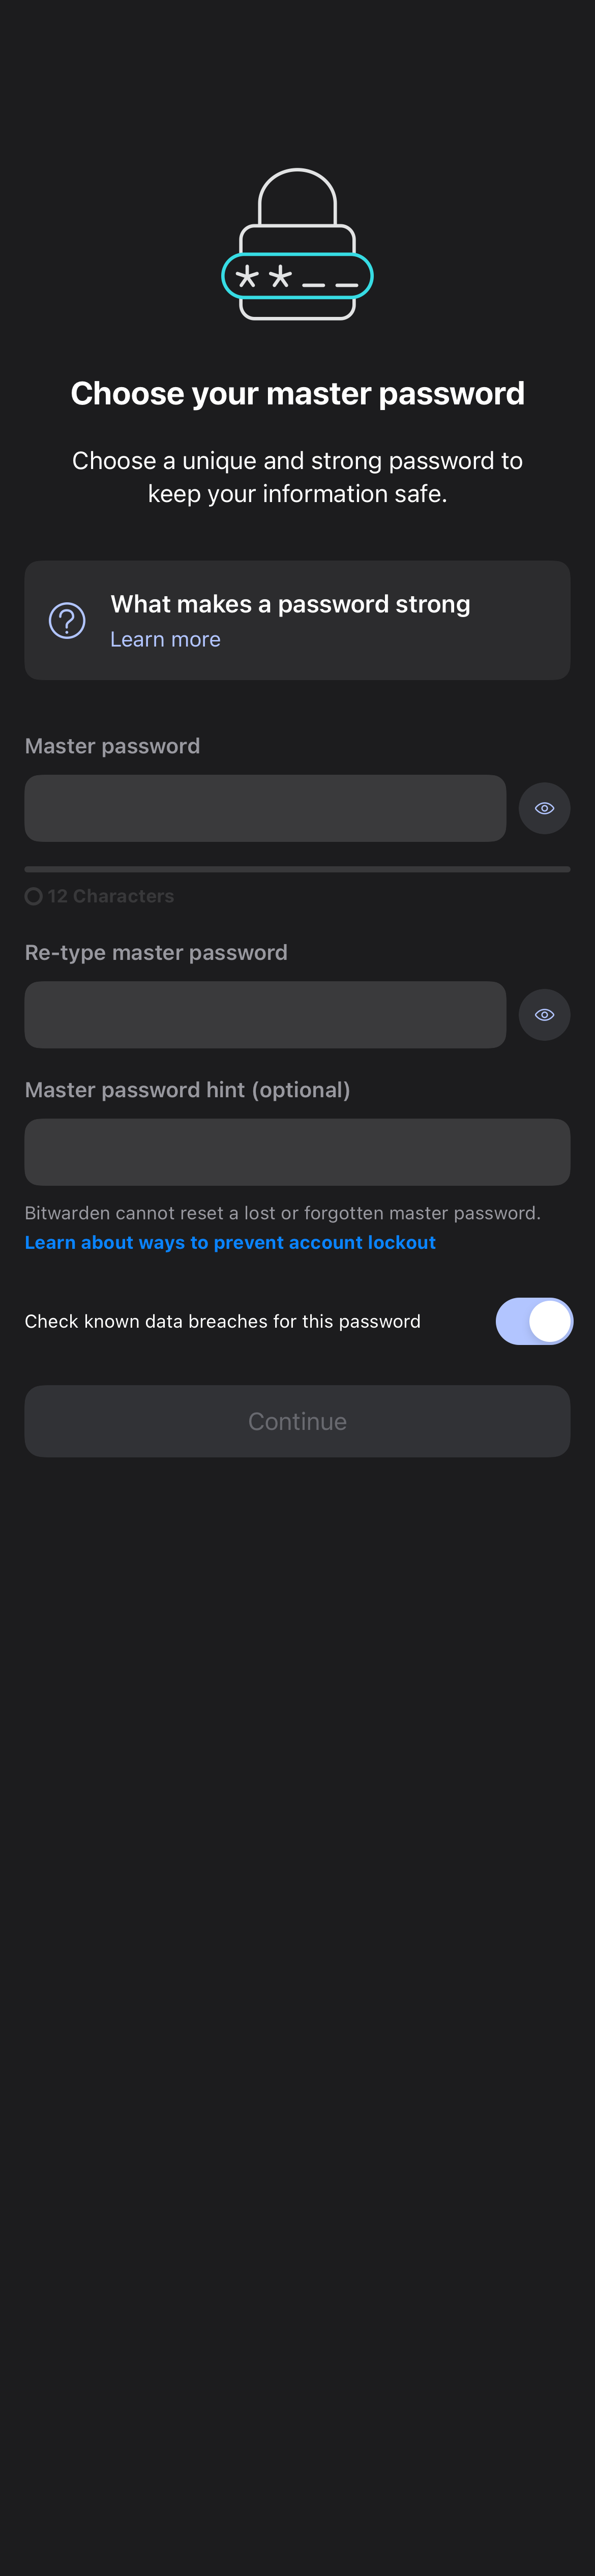 **__
Choose your master password
Choose a unique and strong password to
keep your information safe.
What makes a password strong
Learn more
Master password
12 Characters
Re-type master password
Master password hint (optional)
Bitwarden cannot reset a lost or forgotten master password.
Learn about ways to prevent account lockout
Check known data breaches for this password
Continue